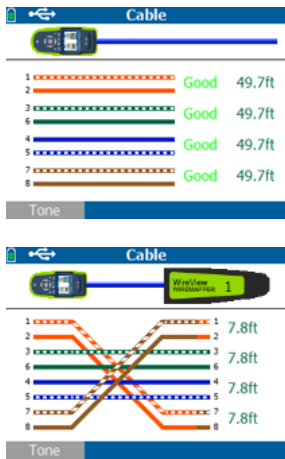 Cable
1
2 Good 49.7ft
3
6 Good 49.7ft
4
5 Good 49.7ft
7
8 Good 49.7ft
Tone
Cable
WireView
WIREMAPPER 1
1 1 7.8ft
2 2
3 3 7.8ft
6 6
4 4 7.8ft
5 5
7 7 7.8ft
8 8
Tone